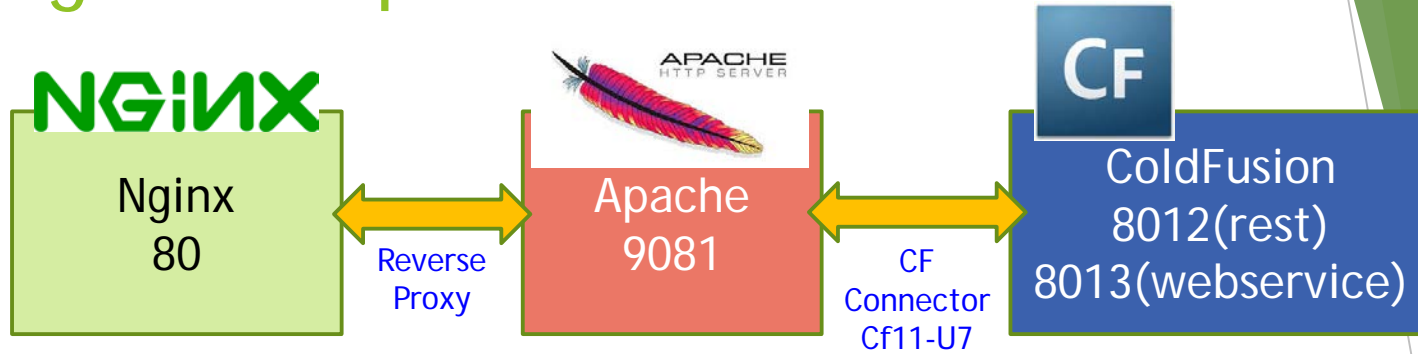 NGiNX
Nginx
80
Reverse
Proxy
APACHE
HTTP SERVER
Apache
9081
CF
Connector
Cf11-U7
CF
ColdFusion
8012(rest)
8013(webservice)